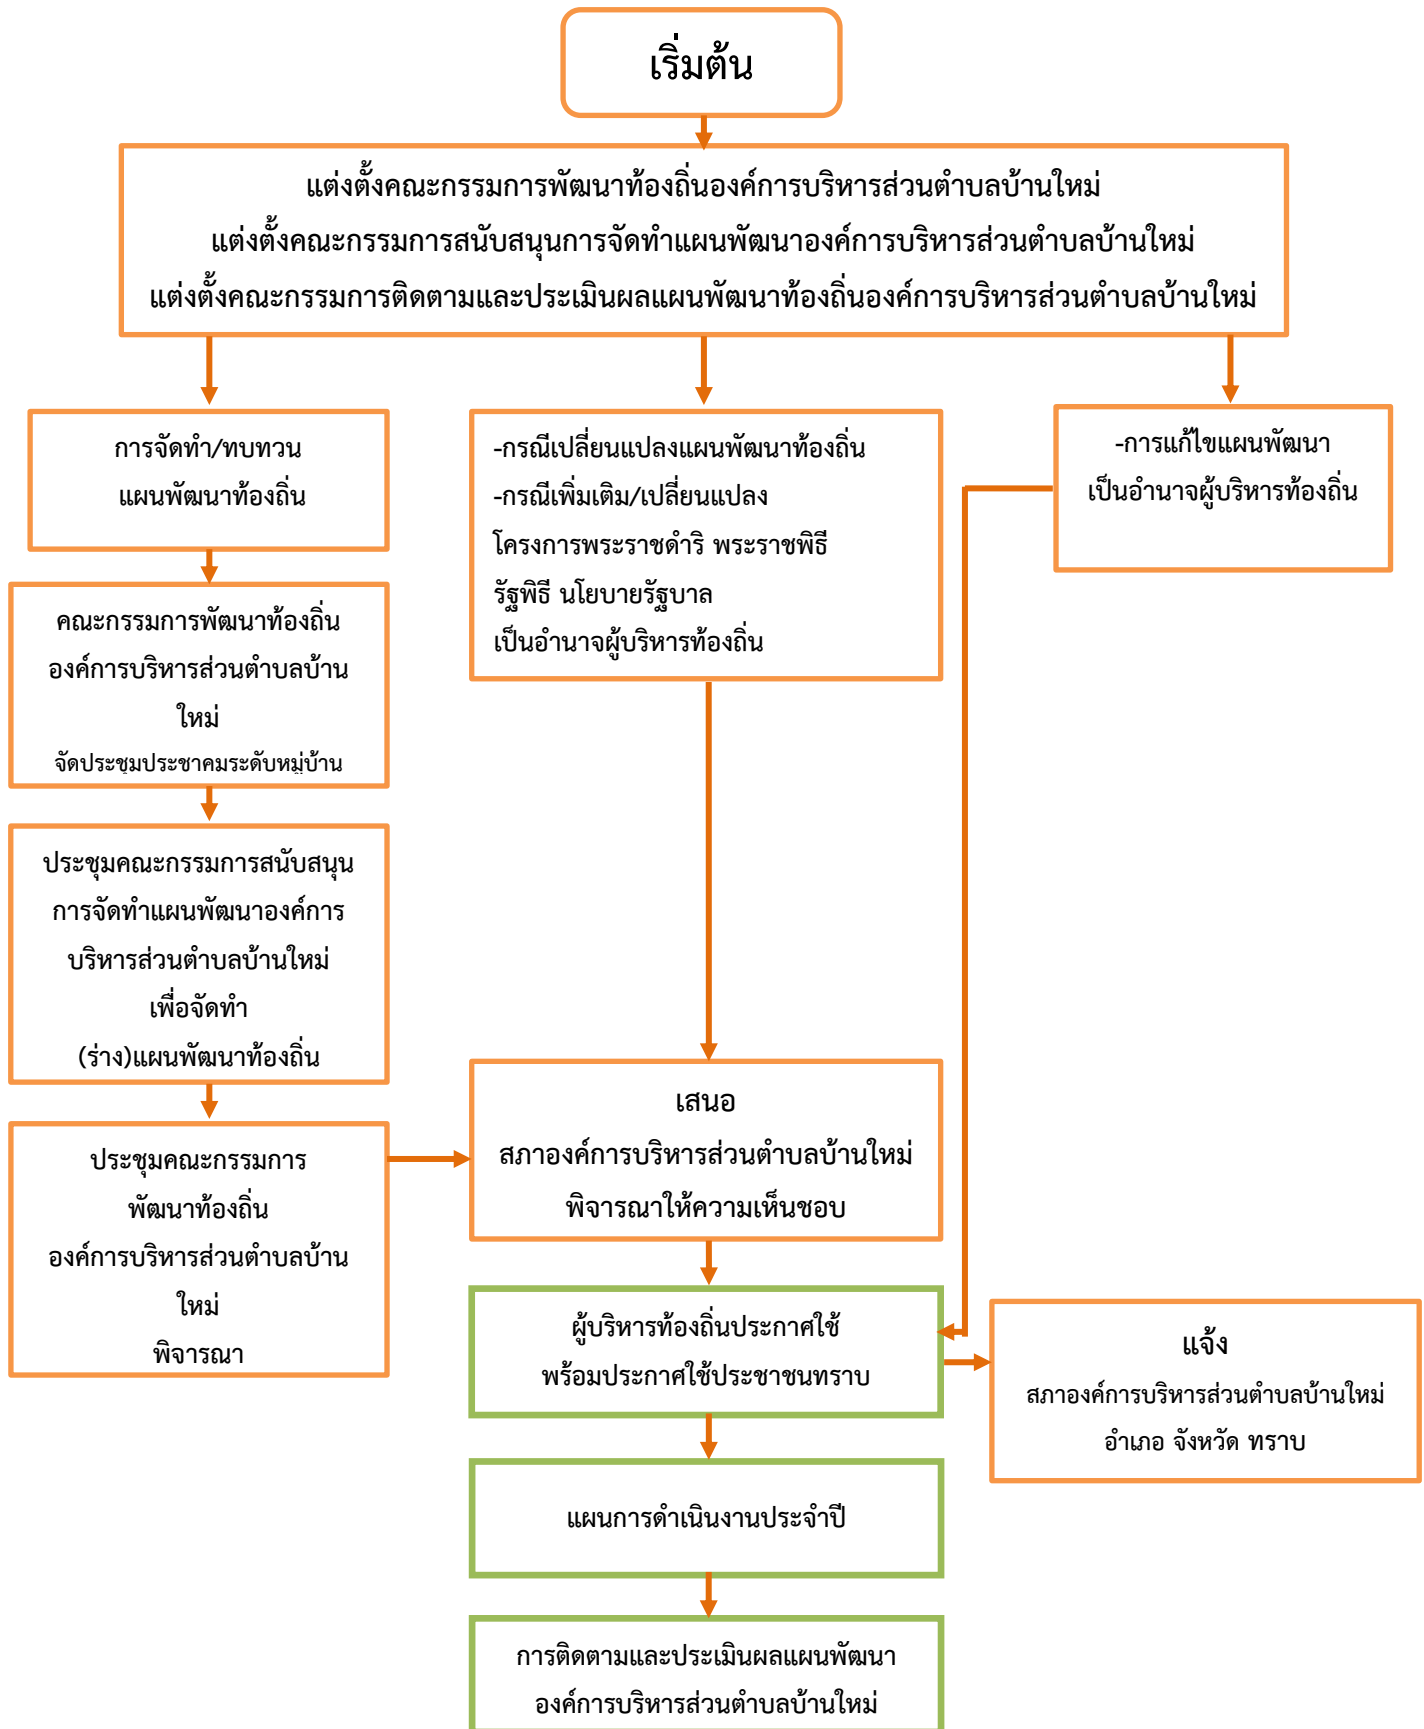 เริ่มต้น
แต่งตั้งคณะกรรมการพัฒนาท้องถิ่นองค์การบริหารส่วนตำบลบ้านใหม่
แต่งตั้งคณะกรรมการสนับสนุนการจัดทำแผนพัฒนาองค์การบริหารส่วนตำบลบ้านใหม่
แต่งตั้งคณะกรรมการติดตามและประเมินผลแผนพัฒนาท้องถิ่นองค์การบริหารส่วนตำบลบ้านใหม่
การจัดทำ/ทบทวน
แผนพัฒนาท้องถิ่น
-กรณีเปลี่ยนแปลงแผนพัฒนาท้องถิ่น
-กรณีเพิ่มเติม/เปลี่ยนแปลง
โครงการพระราชดำริ พระราชพิธี
รัฐพิธี นโยบายรัฐบาล
เป็นอำนาจผู้บริหารท้องถิ่น
-การแก้ไขแผนพัฒนา
เป็นอำนาจผู้บริหารท้องถิ่น
คณะกรรมการพัฒนาท้องถิ่น
องค์การบริหารส่วนตำบลบ้าน
ใหม่
จัดประชุมประชาคมระดับหมู่บ้าน
ประชุมคณะกรรมการสนับสนุน
การจัดทำแผนพัฒนาองค์การ
บริหารส่วนตำบลบ้านใหม่
เพื่อจัดทำ
(ร่าง)แผนพัฒนาท้องถิ่น
ประชุมคณะกรรมการ
พัฒนาท้องถิ่น
องค์การบริหารส่วนตำบลบ้าน
ใหม่
พิจารณา
เสนอ
สภาองค์การบริหารส่วนตำบลบ้านใหม่
พิจารณาให้ความเห็นชอบ
ผู้บริหารท้องถิ่นประกาศใช้
พร้อมประกาศใช้ประชาชนทราบ
แจ้ง
สภาองค์การบริหารส่วนตำบลบ้านใหม่
อำเภอ จังหวัด ทราบ
แผนการดำเนินงานประจำปี
การติดตามและประเมินผลแผนพัฒนา
องค์การบริหารส่วนตำบลบ้านใหม่